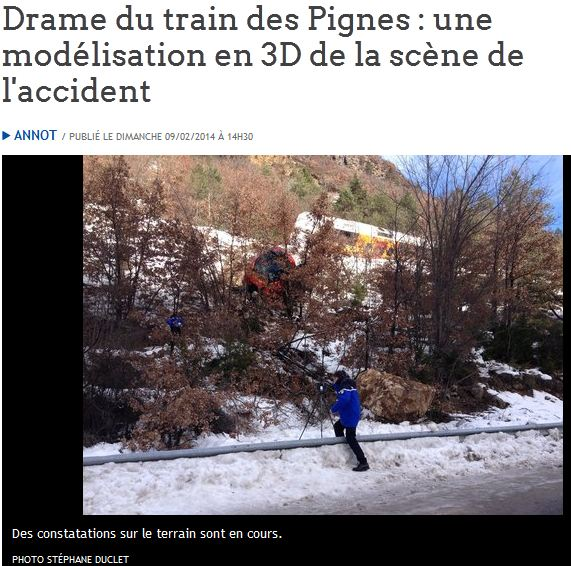 Drame du train des Pignes : une
modélisation en 3D de la scène de
l'accident
ANNOT / PUBLIÉ LE DIMANCHE 09/02/2014 À 14H30
Des constatations sur le terrain sont en cours.
PHOTO STÉPHANE DUCLET